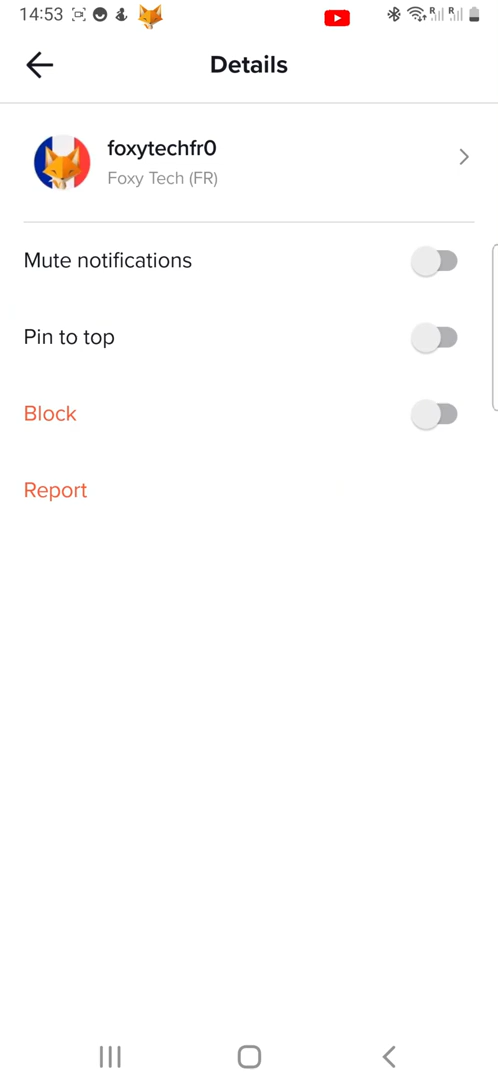 14:53
Details
foxytechfr0
Foxy Tech (FR)
Mute notifications
Pin to top
Block
Report